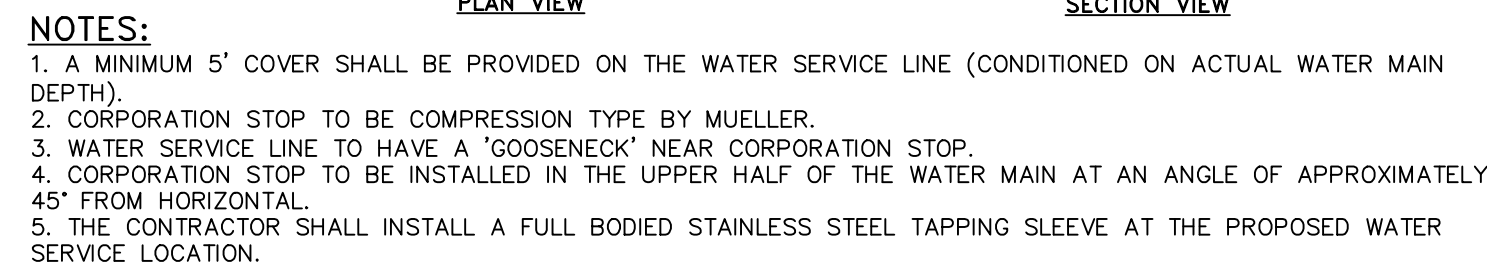 PLAN VIEW SECTION VIEW
NOTES:
1. A MINIMUM 5' COVER SHALL BE PROVIDED ON THE WATER SERVICE LINE (CONDITIONED ON ACTUAL WATER MAIN
DEPTH).
2. CORPORATION STOP TO BE COMPRESSION TYPE BY MUELLER.
3. WATER SERVICE LINE TO HAVE A 'GOOSENECK' NEAR CORPORATION STOP.
4. CORPORATION STOP TO BE INSTALLED IN THE UPPER HALF OF THE WATER MAIN AT AN ANGLE OF APPROXIMATELY
45° FROM HORIZONTAL.
5. THE CONTRACTOR SHALL INSTALL A FULL BODIED STAINLESS STEEL TAPPING SLEEVE AT THE PROPOSED WATER
SERVICE LOCATION.